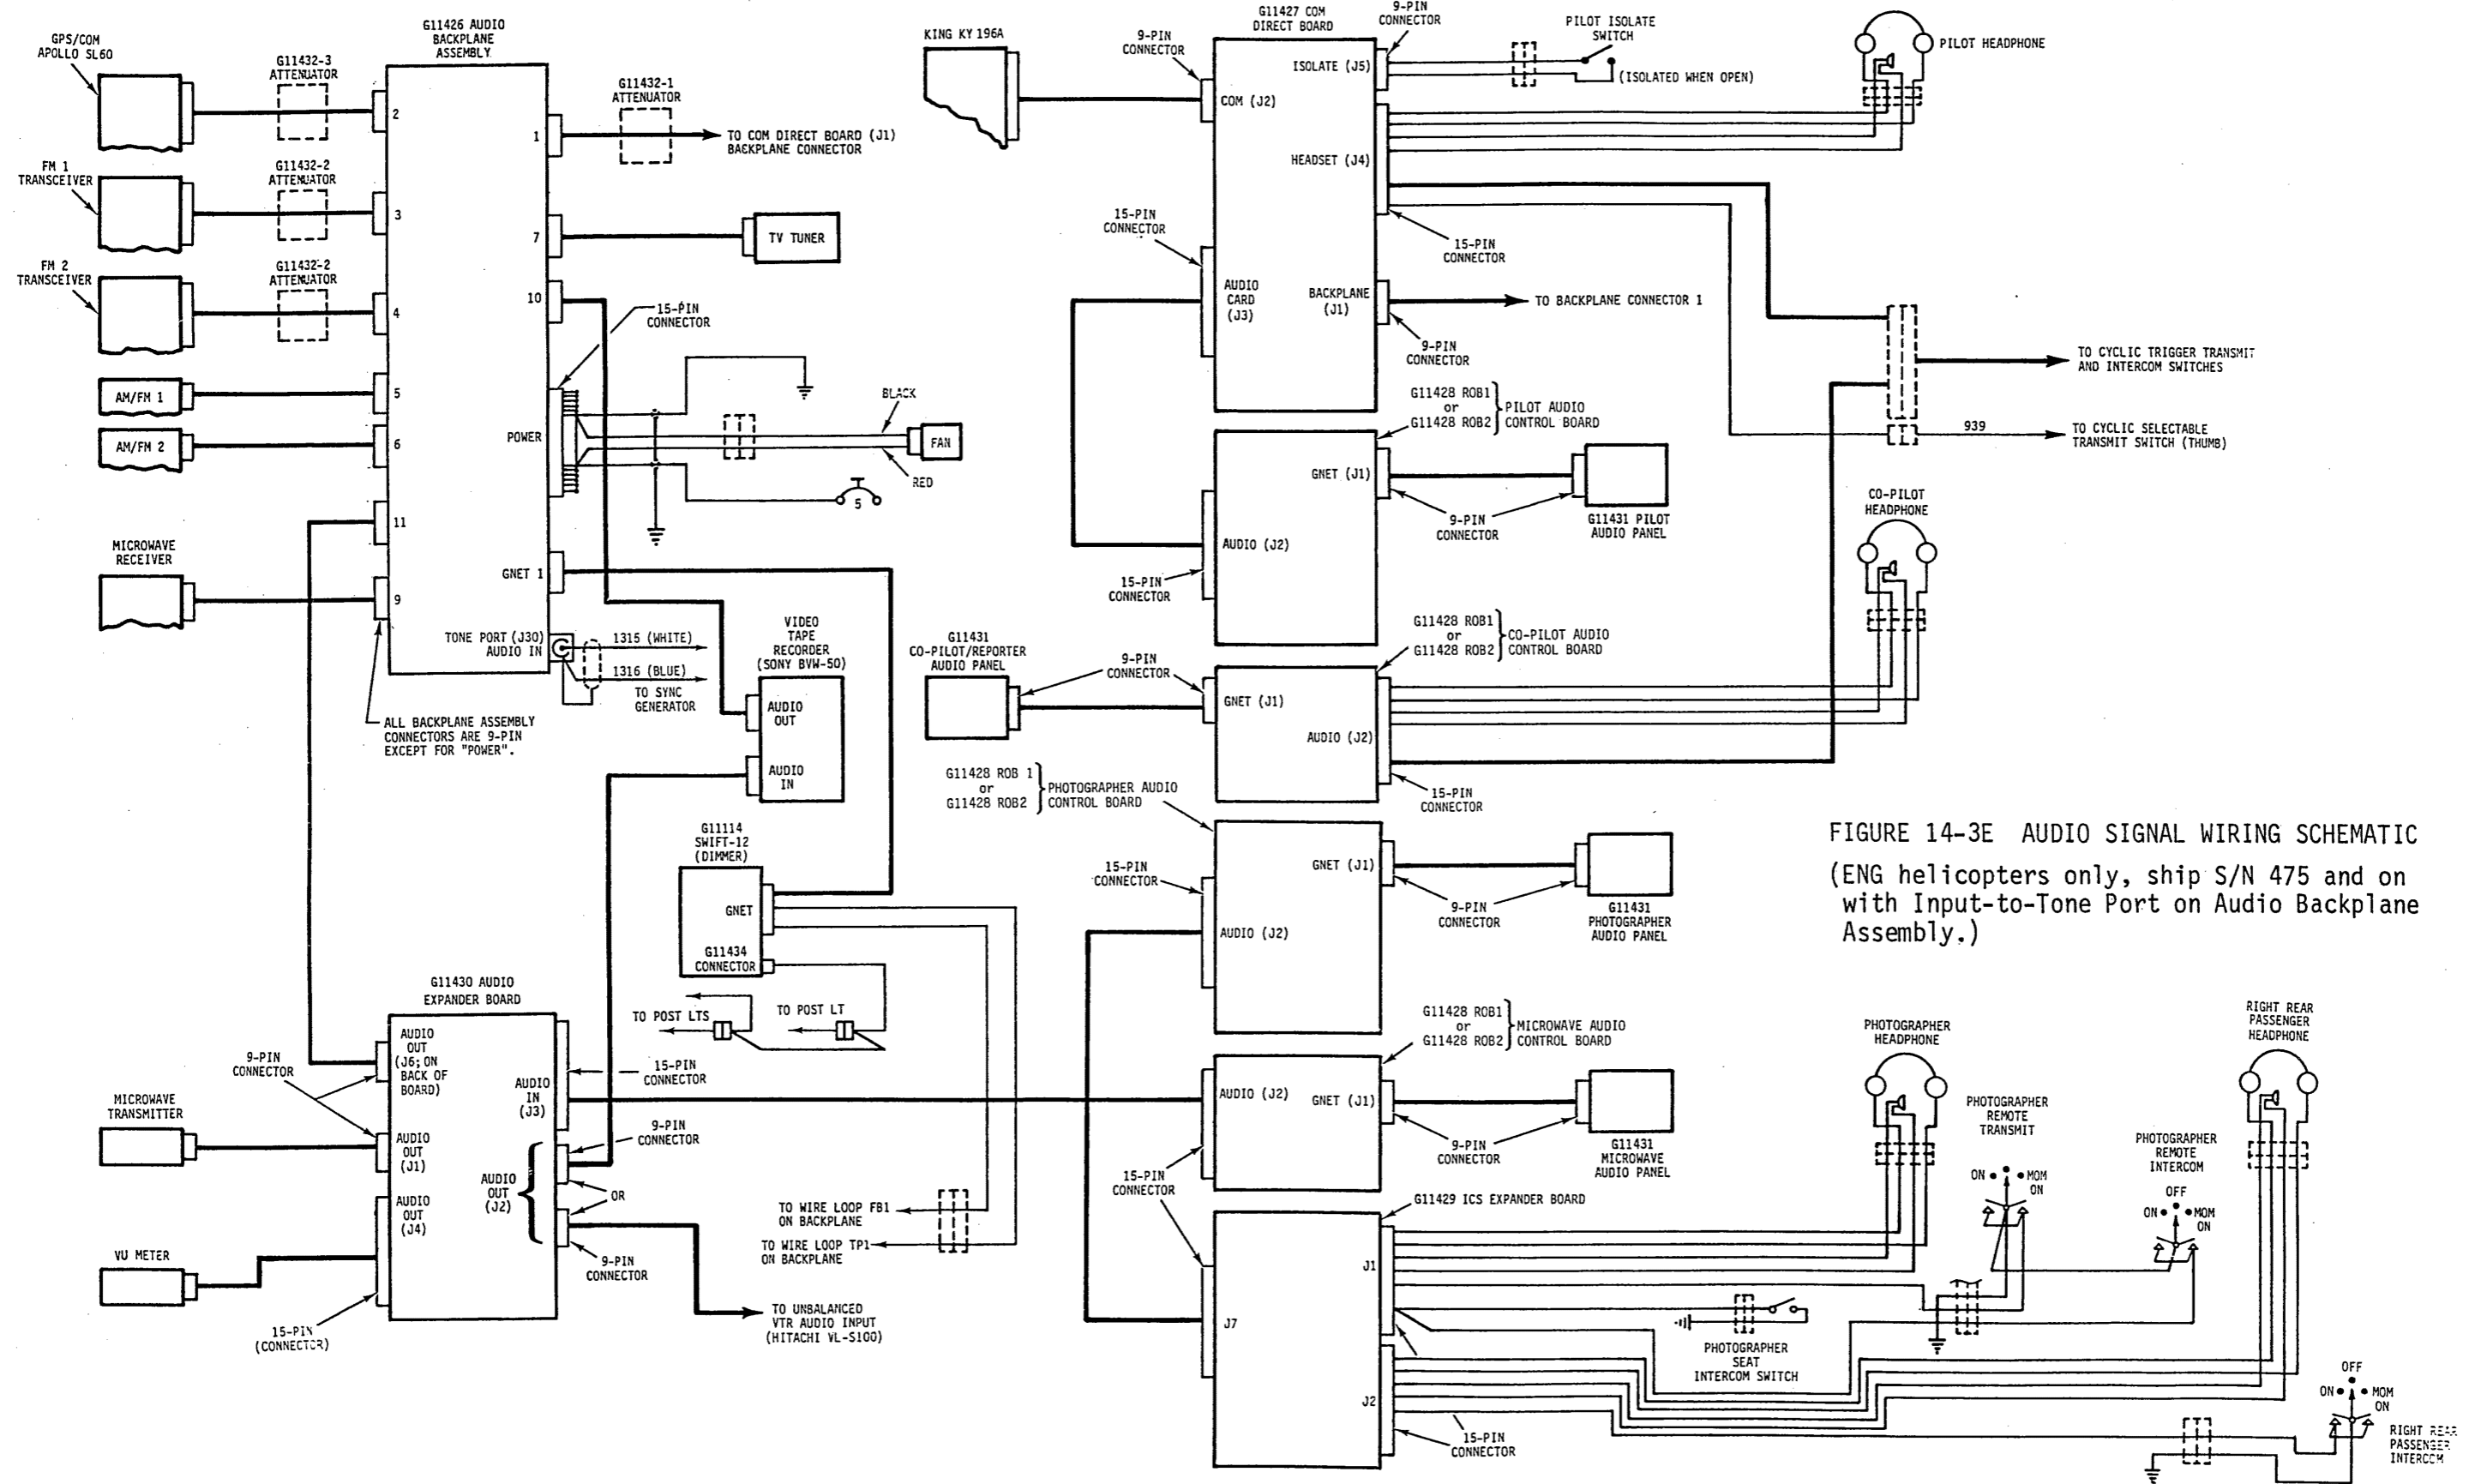 G11426 AUDIO
BACKPLANE
ASSEMBLY
GPS/COM
APOLLO SL60
G11432-3
ATTENUATOR
2
FM 1
TRANSCEIVER
G11432-2
ATTENUATOR
3
FM 2
TRANSCEIVER
G11432-2
ATTENUATOR
4
AM/FM 1
5
AM/FM 2
6
11
MICROWAVE
RECEIVER
9
1
G11432-1
ATTENUATOR
TO COM DIRECT BOARD (J1)
BACKPLANE CONNECTOR
7
TV TUNER
10
15-PIN
CONNECTOR
POWER
BLACK
FAN
RED
5
GNET 1
TONE PORT (J30)
AUDIO IN
1315 (WHITE)
1316 (BLUE)
TO SYNC
GENERATOR
ALL BACKPLANE ASSEMBLY
CONNECTORS ARE 9-PIN
EXCEPT FOR "POWER".
VIDEO
TAPE
RECORDER
(SONY BVW-50)
AUDIO
OUT
AUDIO
IN
G11114
SWIFT-12
(DIMMER)
GNET
G11434
CONNECTOR
TO POST LTS
TO POST LT
G11430 AUDIO
EXPANDER BOARD
AUDIO
OUT
(J6; ON
BACK OF
BOARD)
9-PIN
CONNECTOR
MICROWAVE
TRANSMITTER
AUDIO
OUT
(J1)
AUDIO
OUT
(J4)
VU METER
15-PIN
(CONNECTOR)
AUDIO
IN
(J3)
15-PIN
CONNECTOR
9-PIN
CONNECTOR
AUDIO
OUT
(J2)
OR
9-PIN
CONNECTOR
TO UNBALANCED
VTR AUDIO INPUT
(HITACHI VL-S100)
TO WIRE LOOP FB1
ON BACKPLANE
TO WIRE LOOP TP1
ON BACKPLANE
KING KY 196A
9-PIN
CONNECTOR
G11427 COM
DIRECT BOARD
9-PIN
CONNECTOR
PILOT ISOLATE
SWITCH
(ISOLATED WHEN OPEN)
ISOLATE (J5)
COM (J2)
HEADSET (J4)
PILOT HEADPHONE
15-PIN
CONNECTOR
15-PIN
CONNECTOR
AUDIO
CARD
(J3)
BACKPLANE
(J1)
TO BACKPLANE CONNECTOR 1
9-PIN
CONNECTOR
TO CYCLIC TRIGGER TRANSMIT
AND INTERCOM SWITCHES
939
TO CYCLIC SELECTABLE
TRANSMIT SWITCH (THUMB)
G11428 ROB1
or
G11428 ROB2
PILOT AUDIO
CONTROL BOARD
GNET (J1)
9-PIN
CONNECTOR
G11431 PILOT
AUDIO PANEL
AUDIO (J2)
15-PIN
CONNECTOR
CO-PILOT
HEADPHONE
G11428 ROB1
or
G11428 ROB2
CO-PILOT AUDIO
CONTROL BOARD
G11431
CO-PILOT/REPORTER
AUDIO PANEL
9-PIN
CONNECTOR
GNET (J1)
AUDIO (J2)
15-PIN
CONNECTOR
G11428 ROB 1
or
G11428 ROB2
PHOTOGRAPHER AUDIO
CONTROL BOARD
15-PIN
CONNECTOR
GNET (J1)
AUDIO (J2)
9-PIN
CONNECTOR
G11431
PHOTOGRAPHER
AUDIO PANEL
FIGURE 14-3E AUDIO SIGNAL WIRING SCHEMATIC
(ENG helicopters only, ship S/N 475 and on
with Input-to-Tone Port on Audio Backplane
Assembly.)
G11428 ROB1
or
G11428 ROB2
MICROWAVE AUDIO
CONTROL BOARD
AUDIO (J2)
GNET (J1)
9-PIN
CONNECTOR
G11431
MICROWAVE
AUDIO PANEL
15-PIN
CONNECTOR
G11429 ICS EXPANDER BOARD
J1
J7
J2
15-PIN
CONNECTOR
PHOTOGRAPHER
SEAT
INTERCOM SWITCH
PHOTOGRAPHER
HEADPHONE
PHOTOGRAPHER
REMOTE
TRANSMIT
ON
MOM
ON
PHOTOGRAPHER
REMOTE
INTERCOM
OFF
ON
MOM
ON
RIGHT REAR
PASSENGER
HEADPHONE
OFF
ON
MOM
ON
RIGHT REAR
PASSENGER
INTERCOM